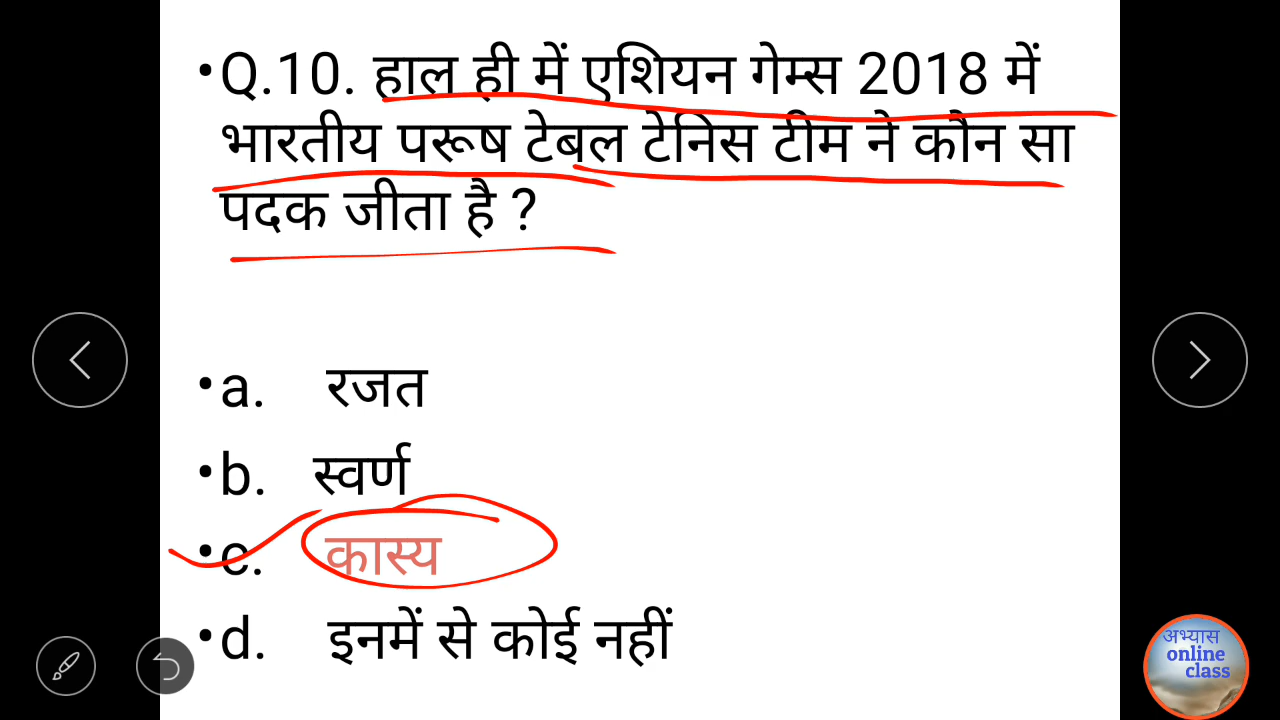 •Q.10. हाल ही में एशियन गेम्स 2018 में
भारतीय परूष टेबल टेनिस टीम ने कौन सा
पदक जीता है ?
•a. रजत
•b. स्वर्ण
•c. कास्य
•d. इनमें से कोई नहीं
अभ्यास
online
class